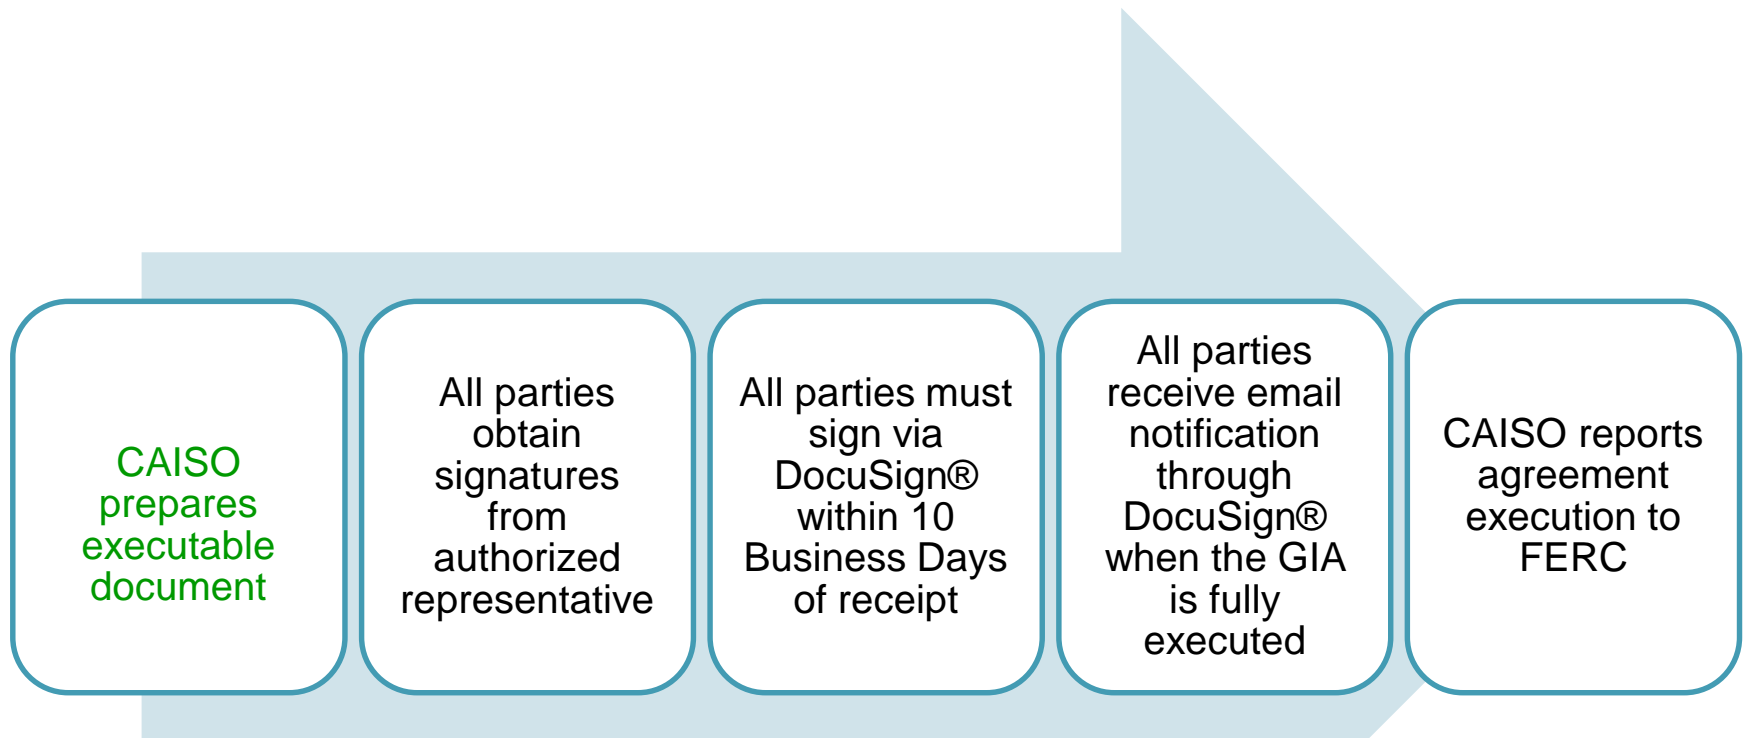 CAISO
prepares
executable
document
All parties
obtain
signatures
from
authorized
representative
All parties must
sign via
DocuSign®
within 10
Business Days
of receipt
All parties
receive email
notification
through
DocuSign®
when the GIA
is fully
executed
CAISO reports
agreement
execution to
FERC